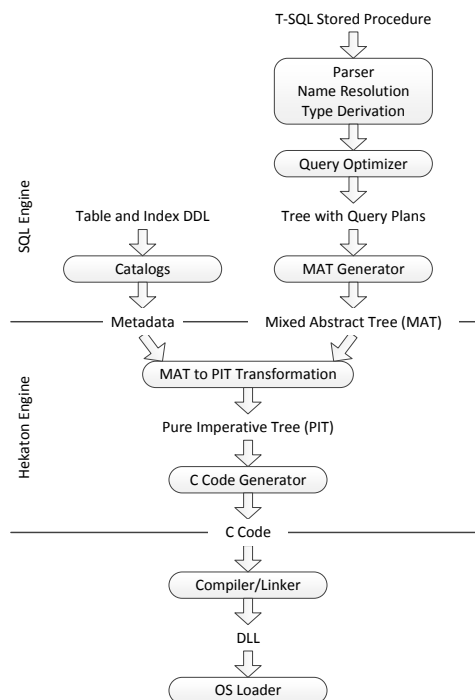 T-SQL Stored Procedure
Parser
Name Resolution
Type Derivation
Query Optimizer
SQL Engine
Table and Index DDL
Tree with Query Plans
Catalogs
MAT Generator
Metadata
Mixed Abstract Tree (MAT)
MAT to PIT Transformation
Hekaton Engine
Pure Imperative Tree (PIT)
C Code Generator
C Code
Compiler/Linker
DLL
OS Loader